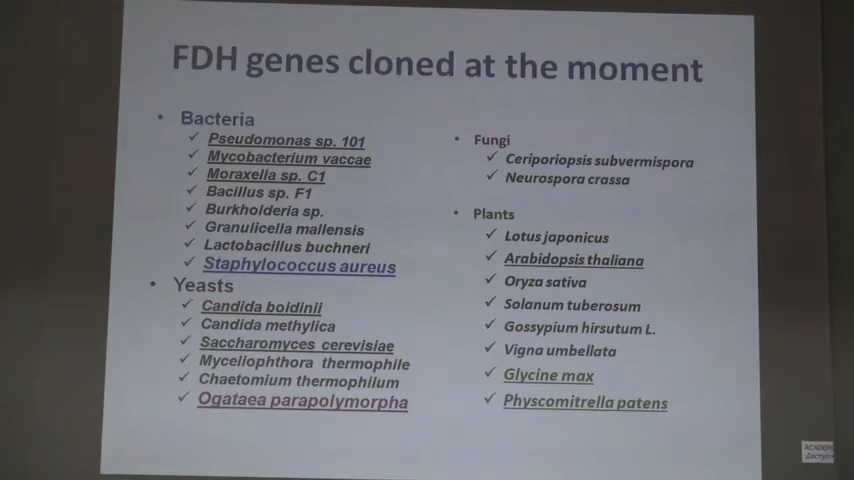 FDH genes cloned at the moment
• Bacteria
✓ Pseudomonas sp. 101
✓ Mycobacterium vaccae
✓ Moraxella sp. C1
✓ Bacillus sp. F1
✓ Burkholderia sp.
✓ Granulicella mallensis
✓ Lactobacillus buchneri
✓ Staphylococcus aureus
• Yeasts
✓ Candida boidinii
✓ Candida methylica
✓ Saccharomyces cerevisiae
✓ Myceliophthora thermophile
✓ Chaetomium thermophilum
✓ Ogataea parapolymorpha
• Fungi
✓ Ceriporiopsis subvermispora
✓ Neurospora crassa
• Plants
✓ Lotus japonicus
✓ Arabidopsis thaliana
✓ Oryza sativa
✓ Solanum tuberosum
✓ Gossypium hirsutum L.
✓ Vigna umbellata
✓ Glycine max
✓ Physcomitrella patens